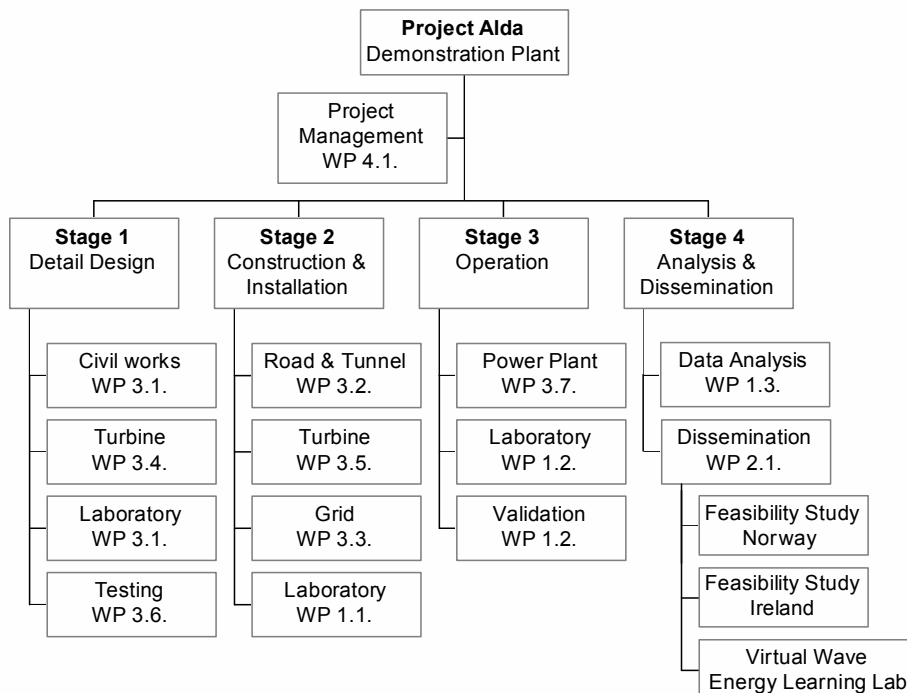 Project Alda
Demonstration Plant
Project
Management
WP 4.1.
Stage 1
Detail Design
Stage 2
Construction &
Installation
Stage 3
Operation
Stage 4
Analysis &
Dissemination
Civil works
WP 3.1.
Turbine
WP 3.4.
Laboratory
WP 3.1.
Testing
WP 3.6.
Road & Tunnel
WP 3.2.
Turbine
WP 3.5.
Grid
WP 3.3.
Laboratory
WP 1.1.
Power Plant
WP 3.7.
Laboratory
WP 1.2.
Validation
WP 1.2.
Data Analysis
WP 1.3.
Dissemination
WP 2.1.
Feasibility Study
Norway
Feasibility Study
Ireland
Virtual Wave
Energy Learning Lab